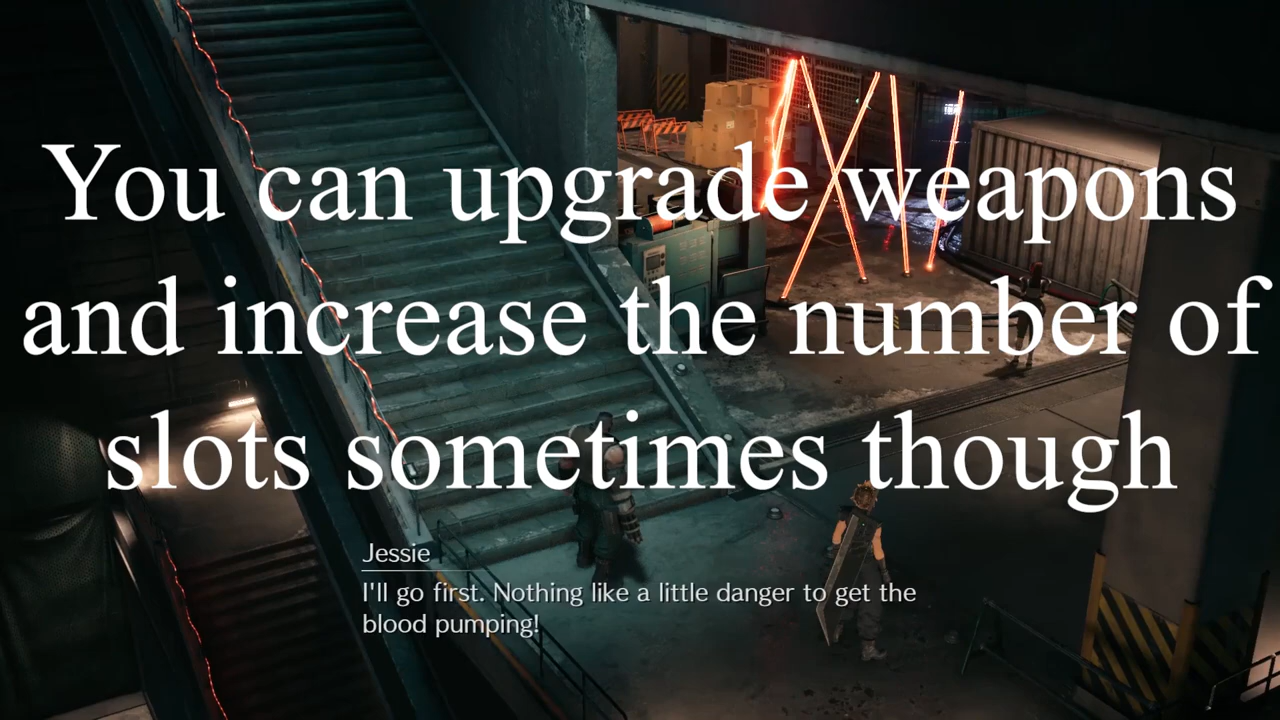 You can upgrade weapons
and increase the number of
slots sometimes though
Jessie
I'll go first. Nothing like a little danger to get the
blood pumping!